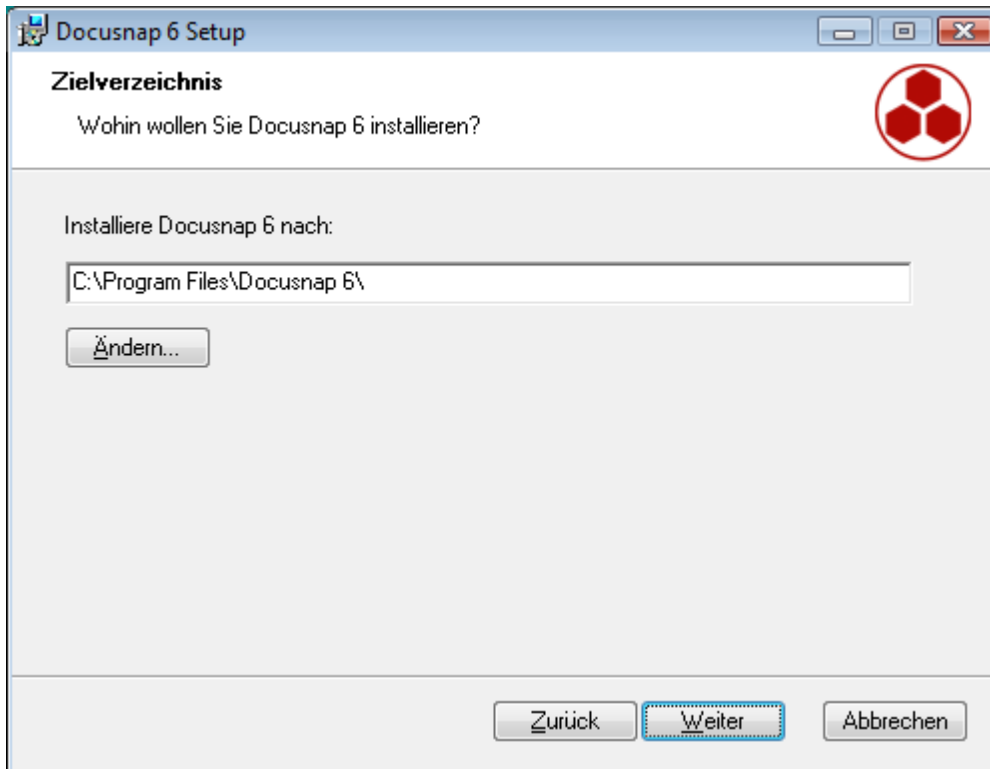 Docusnap 6 Setup
Zielverzeichnis
Wohin wollen Sie Docusnap 6 installieren?
Installiere Docusnap 6 nach:
C:\Program Files\Docusnap 6\
Ändern...
Zurück Weiter Abbrechen